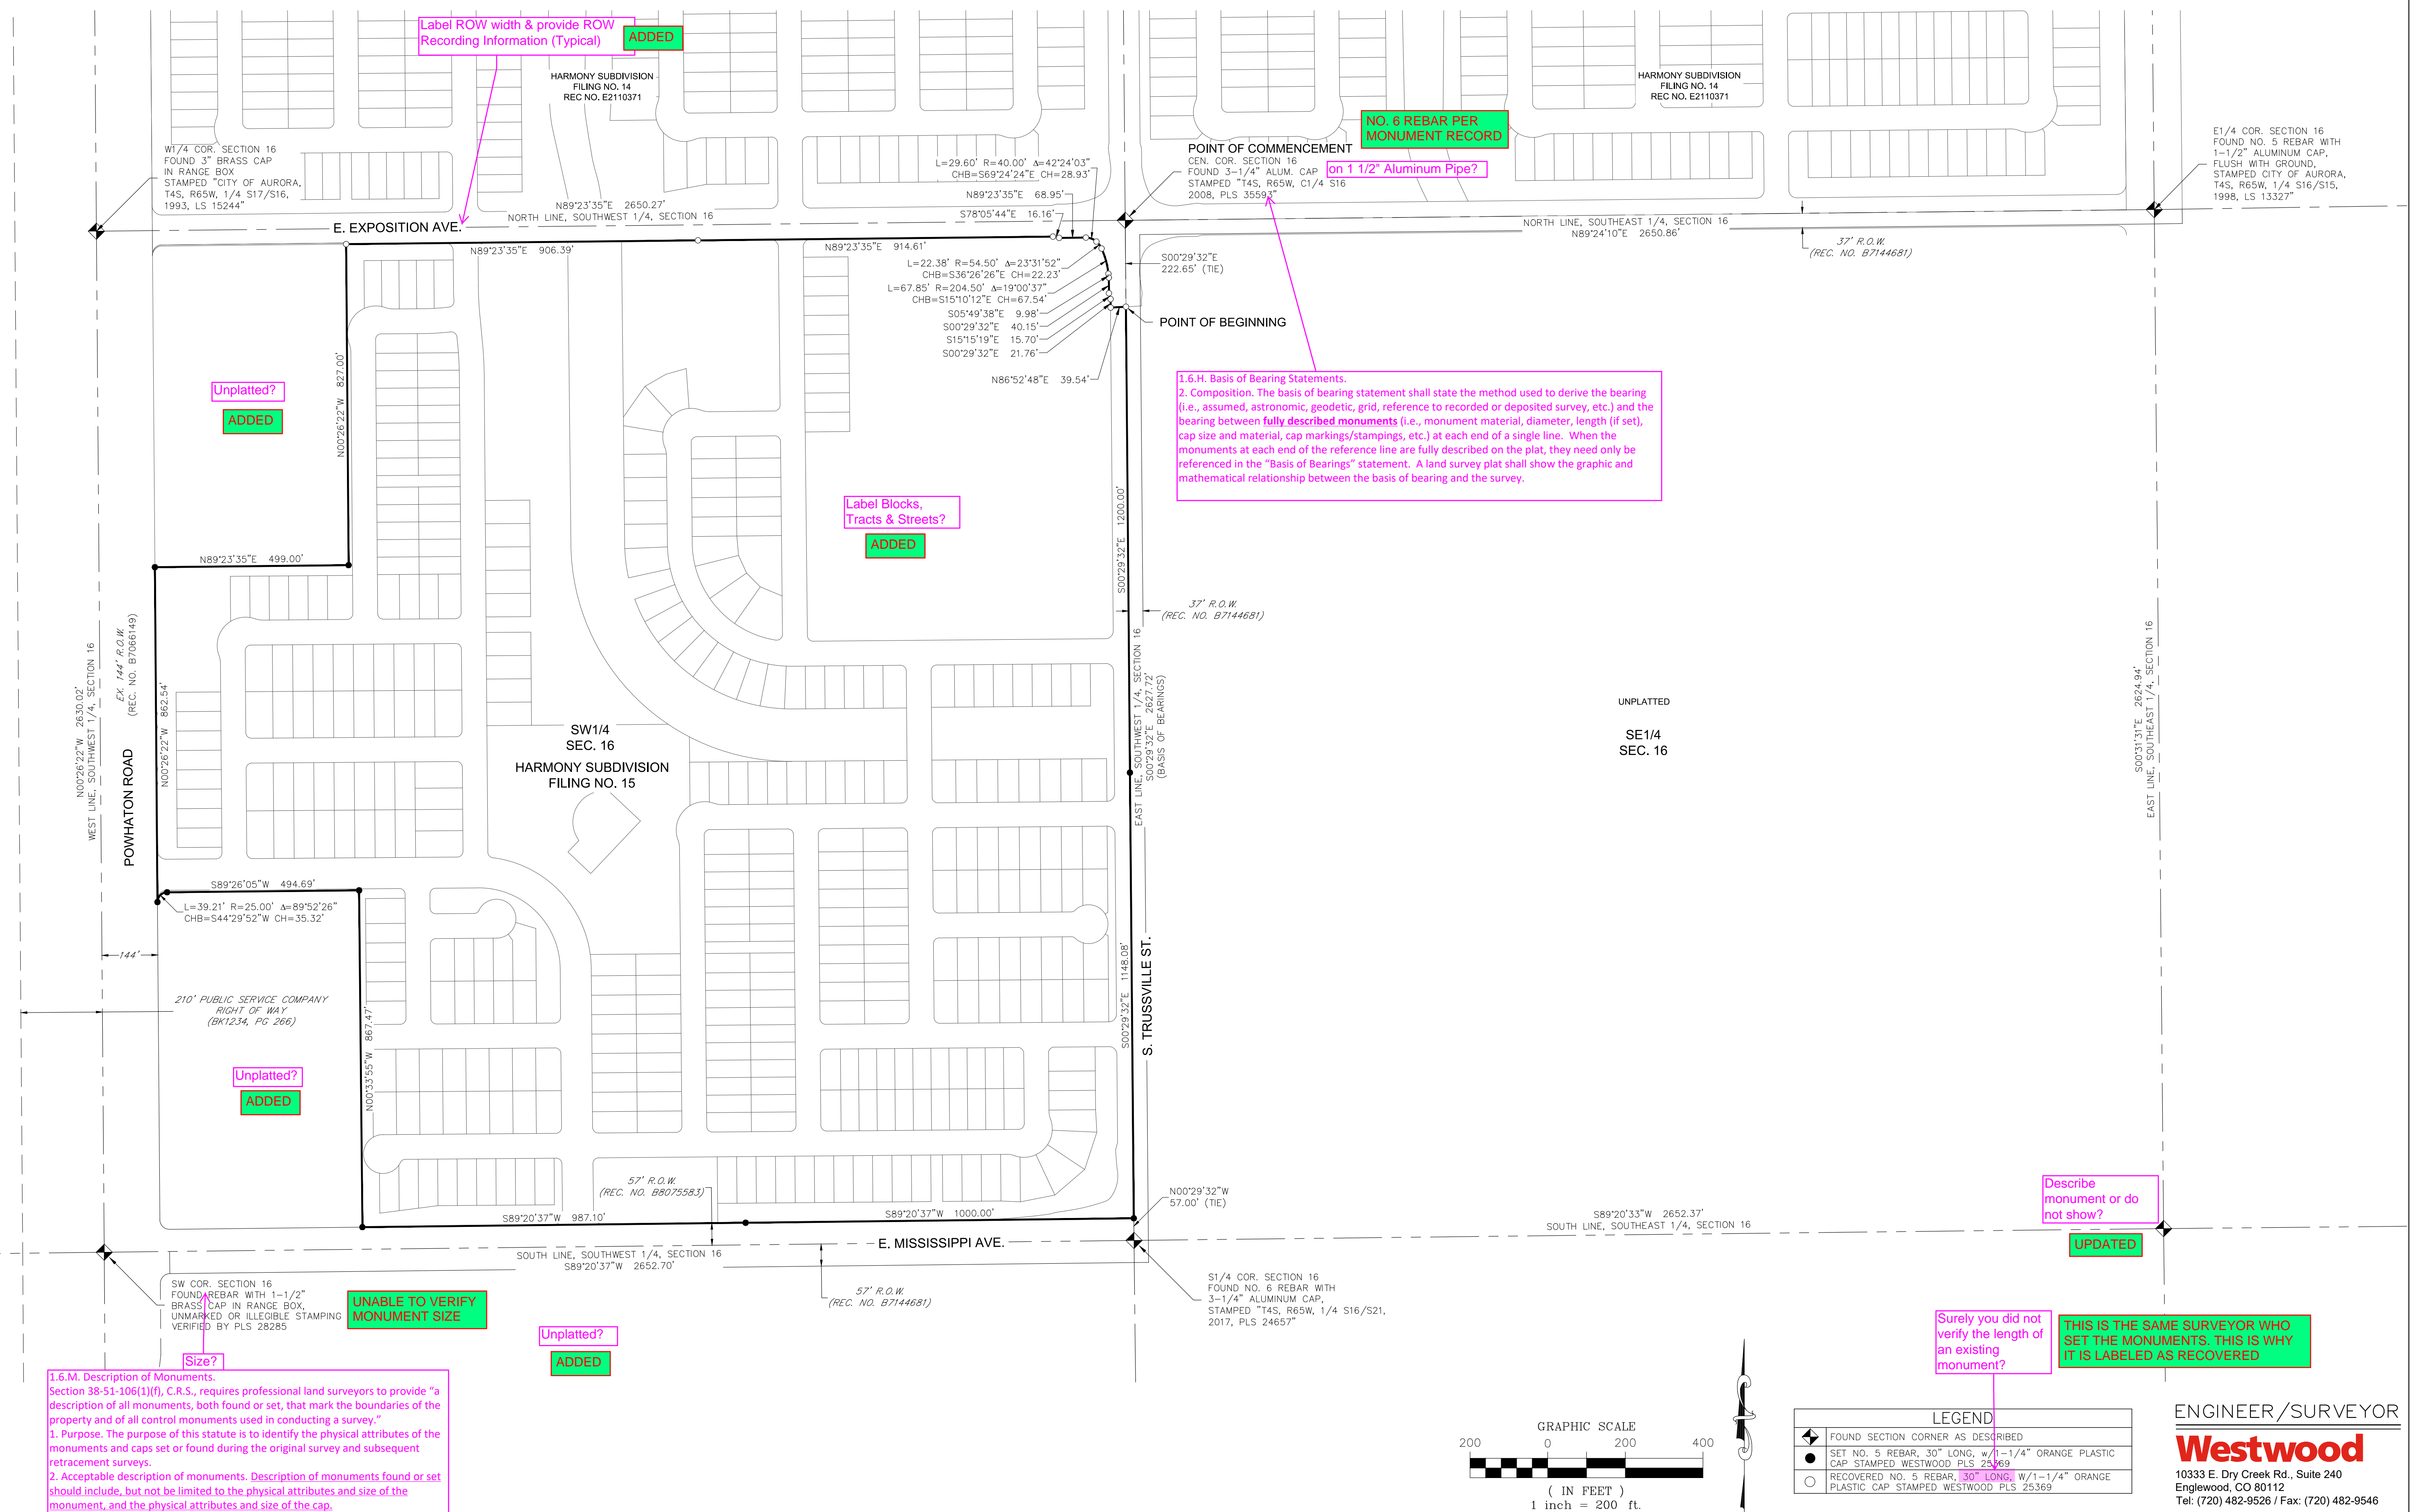 Label ROW width & provide ROW
Recording Information (Typical)
ADDED
HARMONY SUBDIVISION
FILING NO. 14
REC NO. E2110371
HARMONY SUBDIVISION
FILING NO. 14
REC NO. E2110371
NO. 6 REBAR PER
MONUMENT RECORD
W1/4 COR. SECTION 16
FOUND 3" BRASS CAP
IN RANGE BOX
STAMPED "CITY OF AURORA,
T4S, R65W, 1/4 S17/S16,
1993, LS 15244"
POINT OF COMMENCEMENT
CEN. COR. SECTION 16
FOUND 3-1/4" ALUM. CAP
STAMPED "T4S, R65W, C1/4 S16
2008, PLS 35593"
on 1 1/2" Aluminum Pipe?
E1/4 COR. SECTION 16
FOUND NO. 5 REBAR WITH
1-1/2" ALUMINUM CAP,
FLUSH WITH GROUND,
STAMPED CITY OF AURORA,
T4S, R65W, 1/4 S16/S15,
1998, LS 13327"
L=29.60' R=40.00' Δ=42°24'03"
CHB=S69°24'24"E CH=28.93'
N89°23'35"E 68.95'
S78°05'44"E 16.16'
N89°23'35"E 2650.27'
NORTH LINE, SOUTHWEST 1/4, SECTION 16
E. EXPOSITION AVE.
NORTH LINE, SOUTHEAST 1/4, SECTION 16
N89°24'10"E 2650.86'
37' R.O.W.
(REC. NO. B7144681)
N89°23'35"E 906.39'
N89°23'35"E 914.61'
L=22.38' R=54.50' Δ=23°31'52"
CHB=S36°26'26"E CH=22.23'
L=67.85' R=204.50' Δ=19°00'37"
CHB=S15°10'12"E CH=67.54'
S05°49'38"E 9.98'
S00°29'32"E 40.15'
S15°15'19"E 15.70'
S00°29'32"E 21.76'
N86°52'48"E 39.54'
S00°29'32"E
222.65' (TIE)
POINT OF BEGINNING
1.6.H. Basis of Bearing Statements.
2. Composition. The basis of bearing statement shall state the method used to derive the bearing
(i.e., assumed, astronomic, geodetic, grid, reference to recorded or deposited survey, etc.) and the
bearing between fully described monuments (i.e., monument material, diameter, length (if set),
cap size and material, cap markings/stampings, etc.) at each end of a single line. When the
monuments at each end of the reference line are fully described on the plat, they need only be
referenced in the "Basis of Bearings" statement. A land survey plat shall show the graphic and
mathematical relationship between the basis of bearing and the survey.
Unplatted?
ADDED
N00°26'22"W 827.00'
Label Blocks,
Tracts & Streets?
ADDED
S00°29'32"E 1200.00'
N89°23'35"E 499.00'
37' R.O.W.
(REC. NO. B7144681)
WEST LINE, SOUTHWEST 1/4, SECTION 16
N00°26'22"W 2630.02'
EX. 144' R.O.W.
(REC. NO. B7066149)
POWHATON ROAD
N00°26'22"W 862.54'
SW1/4
SEC. 16
HARMONY SUBDIVISION
FILING NO. 15
EAST LINE, SOUTHWEST 1/4, SECTION 16
S00°29'32"E 2627.72'
(BASIS OF BEARINGS)
UNPLATTED
SE1/4
SEC. 16
S00°31'31"E 2624.94'
EAST LINE, SOUTHEAST 1/4, SECTION 16
S89°26'05"W 494.69'
L=39.21' R=25.00' Δ=89°52'26"
CHB=S44°29'52"W CH=35.32'
144'
210' PUBLIC SERVICE COMPANY
RIGHT OF WAY
(BK1234, PG 266)
N00°33'55"W 867.47'
S00°29'32"E 1148.08'
S. TRUSSVILLE ST.
Unplatted?
ADDED
57' R.O.W.
(REC. NO. B8075583)
S89°20'37"W 987.10'
S89°20'37"W 1000.00'
N00°29'32"W
57.00' (TIE)
Describe
monument or do
not show?
UPDATED
S89°20'33"W 2652.37'
SOUTH LINE, SOUTHEAST 1/4, SECTION 16
E. MISSISSIPPI AVE.
SOUTH LINE, SOUTHWEST 1/4, SECTION 16
S89°20'37"W 2652.70'
57' R.O.W.
(REC. NO. B7144681)
SW COR. SECTION 16
FOUND REBAR WITH 1-1/2"
BRASS CAP IN RANGE BOX,
UNMARKED OR ILLEGIBLE STAMPING
VERIFIED BY PLS 28285
UNABLE TO VERIFY
MONUMENT SIZE
S1/4 COR. SECTION 16
FOUND NO. 6 REBAR WITH
3-1/4" ALUMINUM CAP,
STAMPED "T4S, R65W, 1/4 S16/S21,
2017, PLS 24657"
Unplatted?
ADDED
Size?
1.6.M. Description of Monuments.
Section 38-51-106(1)(f), C.R.S., requires professional land surveyors to provide "a
description of all monuments, both found or set, that mark the boundaries of the
property and of all control monuments used in conducting a survey."
1. Purpose. The purpose of this statute is to identify the physical attributes of the
monuments and caps set or found during the original survey and subsequent
retracement surveys.
2. Acceptable description of monuments. Description of monuments found or set
should include, but not be limited to the physical attributes and size of the
monument, and the physical attributes and size of the cap.
Surely you did not
verify the length of
an existing
monument?
THIS IS THE SAME SURVEYOR WHO
SET THE MONUMENTS. THIS IS WHY
IT IS LABELED AS RECOVERED
GRAPHIC SCALE
200 0 200 400
( IN FEET )
1 inch = 200 ft.
LEGEND
FOUND SECTION CORNER AS DESCRIBED
SET NO. 5 REBAR, 30" LONG, w/1-1/4" ORANGE PLASTIC
CAP STAMPED WESTWOOD PLS 25369
RECOVERED NO. 5 REBAR, 30" LONG, W/1-1/4" ORANGE
PLASTIC CAP STAMPED WESTWOOD PLS 25369
ENGINEER/SURVEYOR
Westwood
10333 E. Dry Creek Rd., Suite 240
Englewood, CO 80112
Tel: (720) 482-9526 / Fax: (720) 482-9546